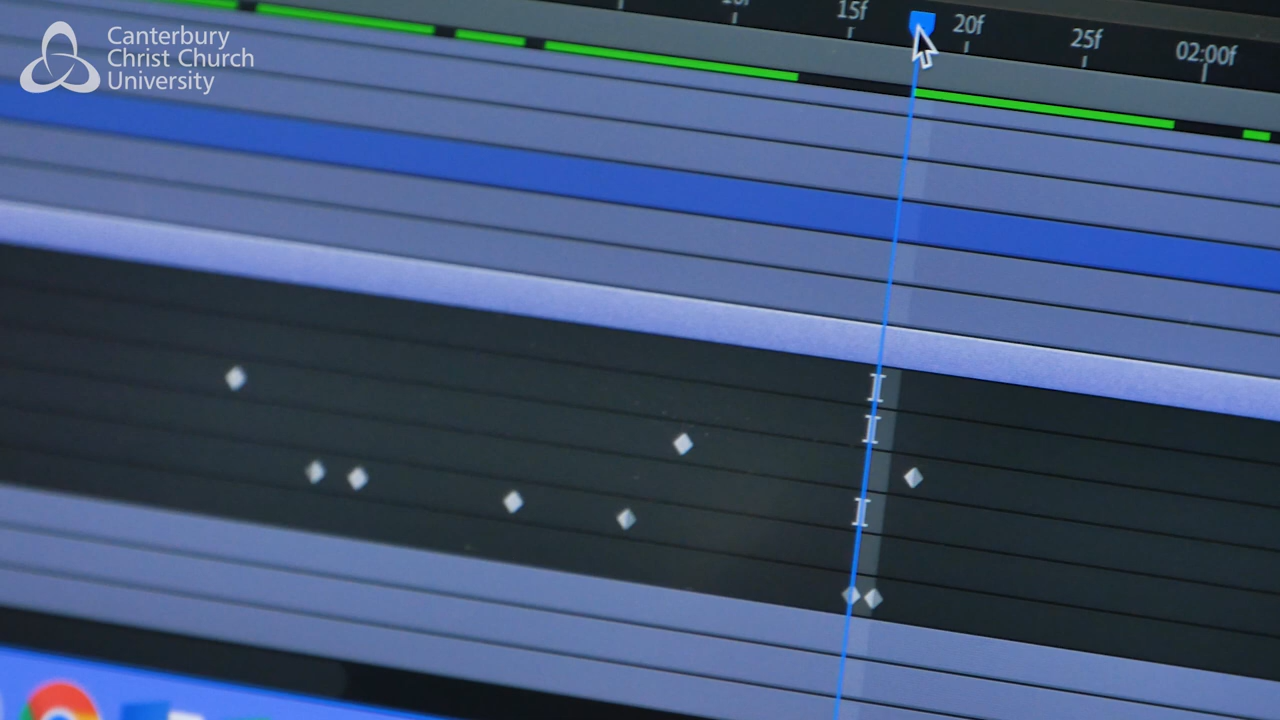 Canterbury
Christ Church
University
15f
20f
25f
02:00f